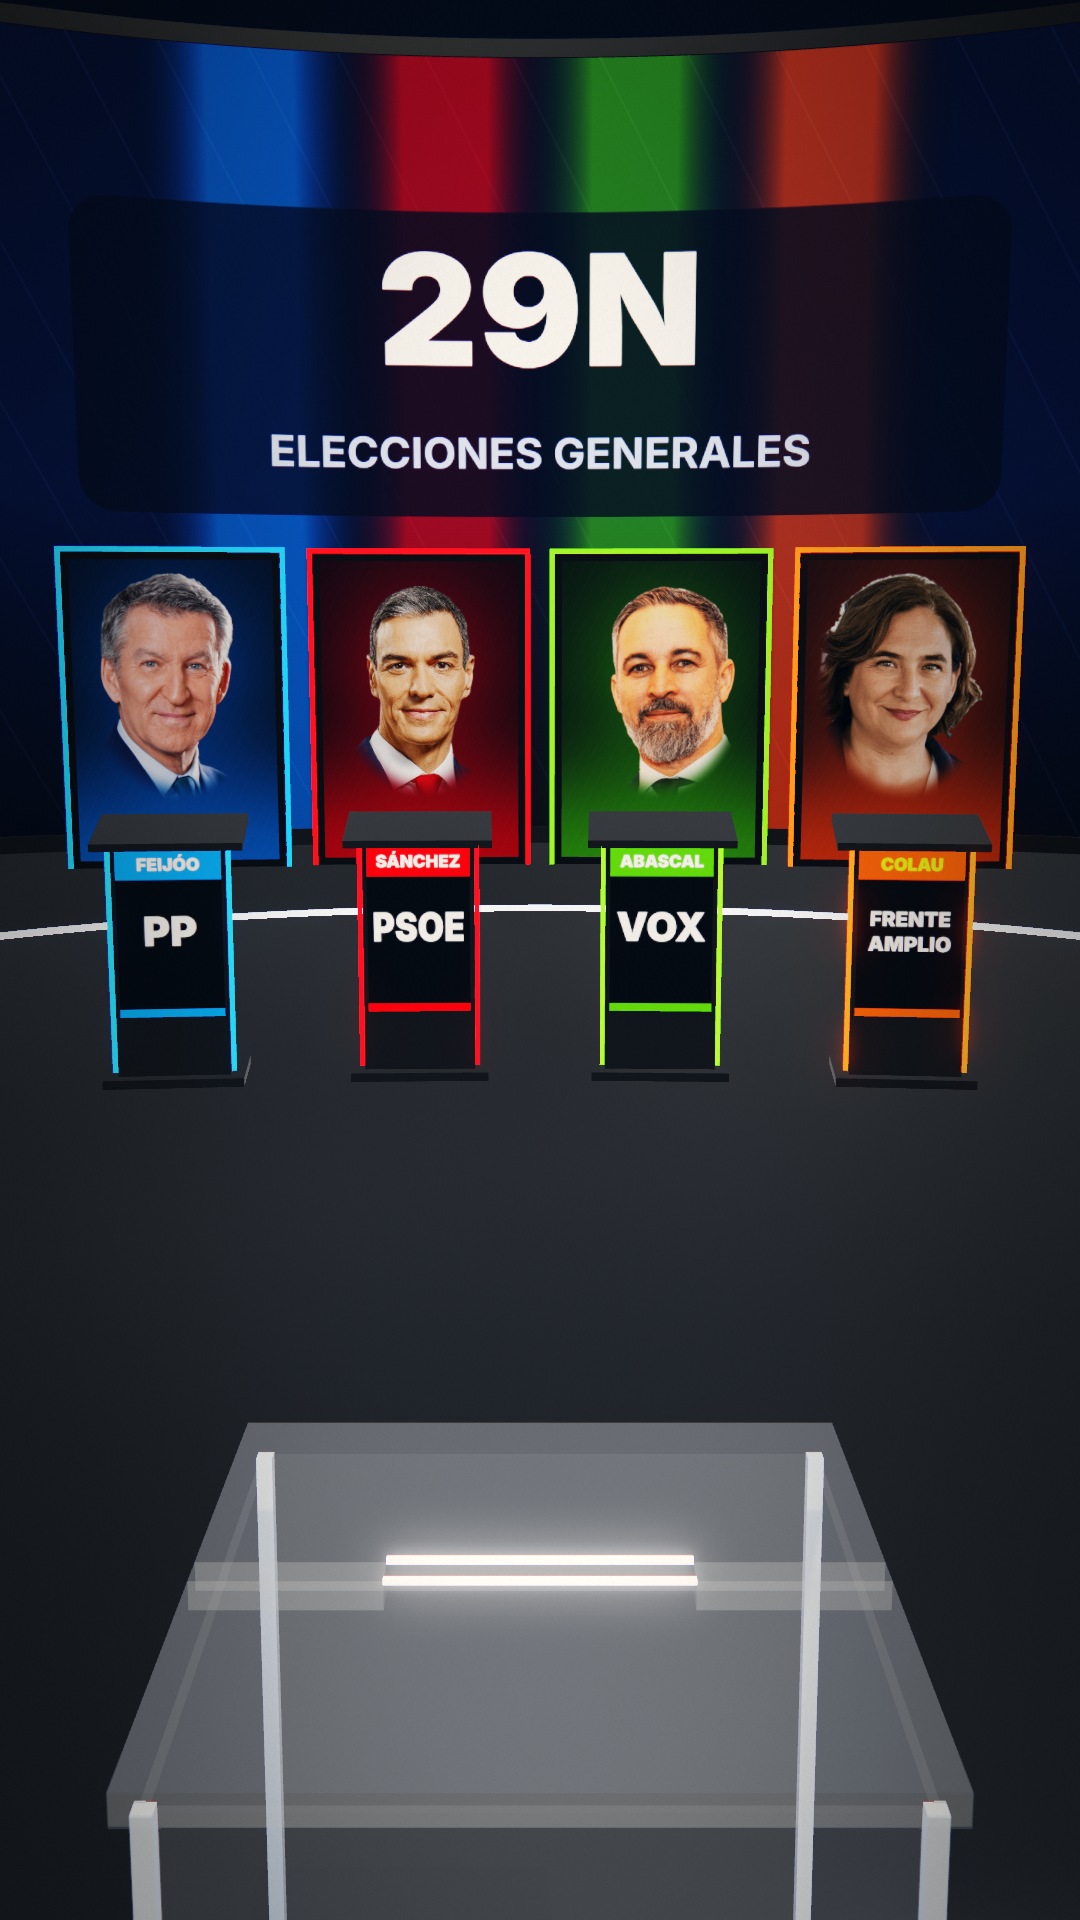 29N
ELECCIONES GENERALES
FEIJÓO
SÁNCHEZ
ABASCAL
COLAU
PP
PSOE
VOX
FRENTE
AMPLIO